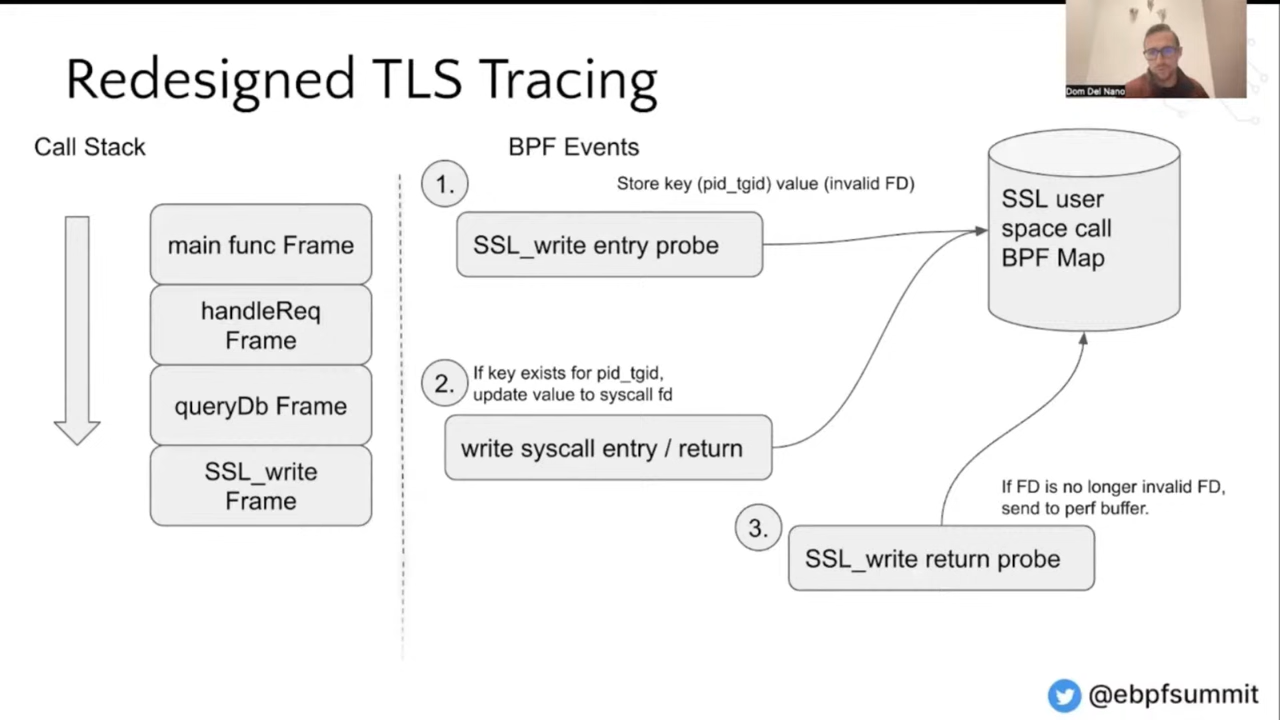 Redesigned TLS Tracing
Dom Del Nano
Call Stack
main func Frame
handleReq
Frame
queryDb Frame
SSL_write
Frame
BPF Events
1.
Store key (pid_tgid) value (invalid FD)
SSL_write entry probe
SSL user
space call
BPF Map
2.
If key exists for pid_tgid,
update value to syscall fd
write syscall entry / return
3.
If FD is no longer invalid FD,
send to perf buffer.
SSL_write return probe
@ebpfsummit